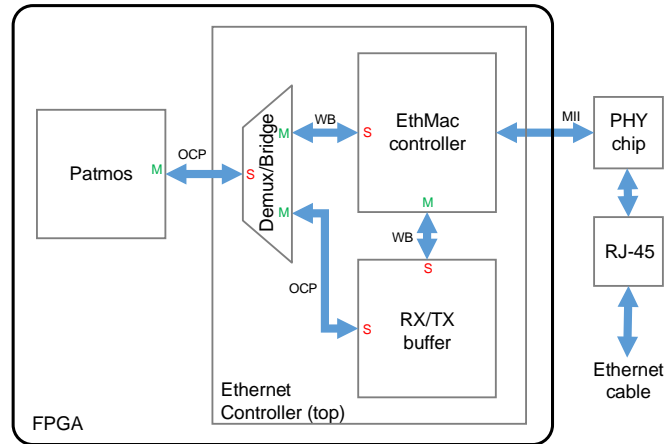 Patmos
M
OCP
S
Demux/Bridge
M
M
WB
S
EthMac
controller
M
WB
S
OCP
S
RX/TX
buffer
MII
PHY
chip
RJ-45
Ethernet
cable
Ethernet
Controller (top)
FPGA